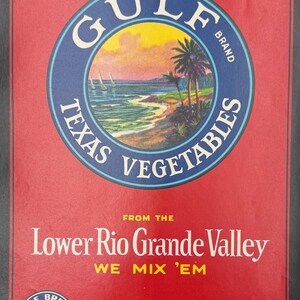 GULF
BRAND
TEXAS VEGETABLES
FROM THE
Lower Rio Grande Valley
WE MIX 'EM